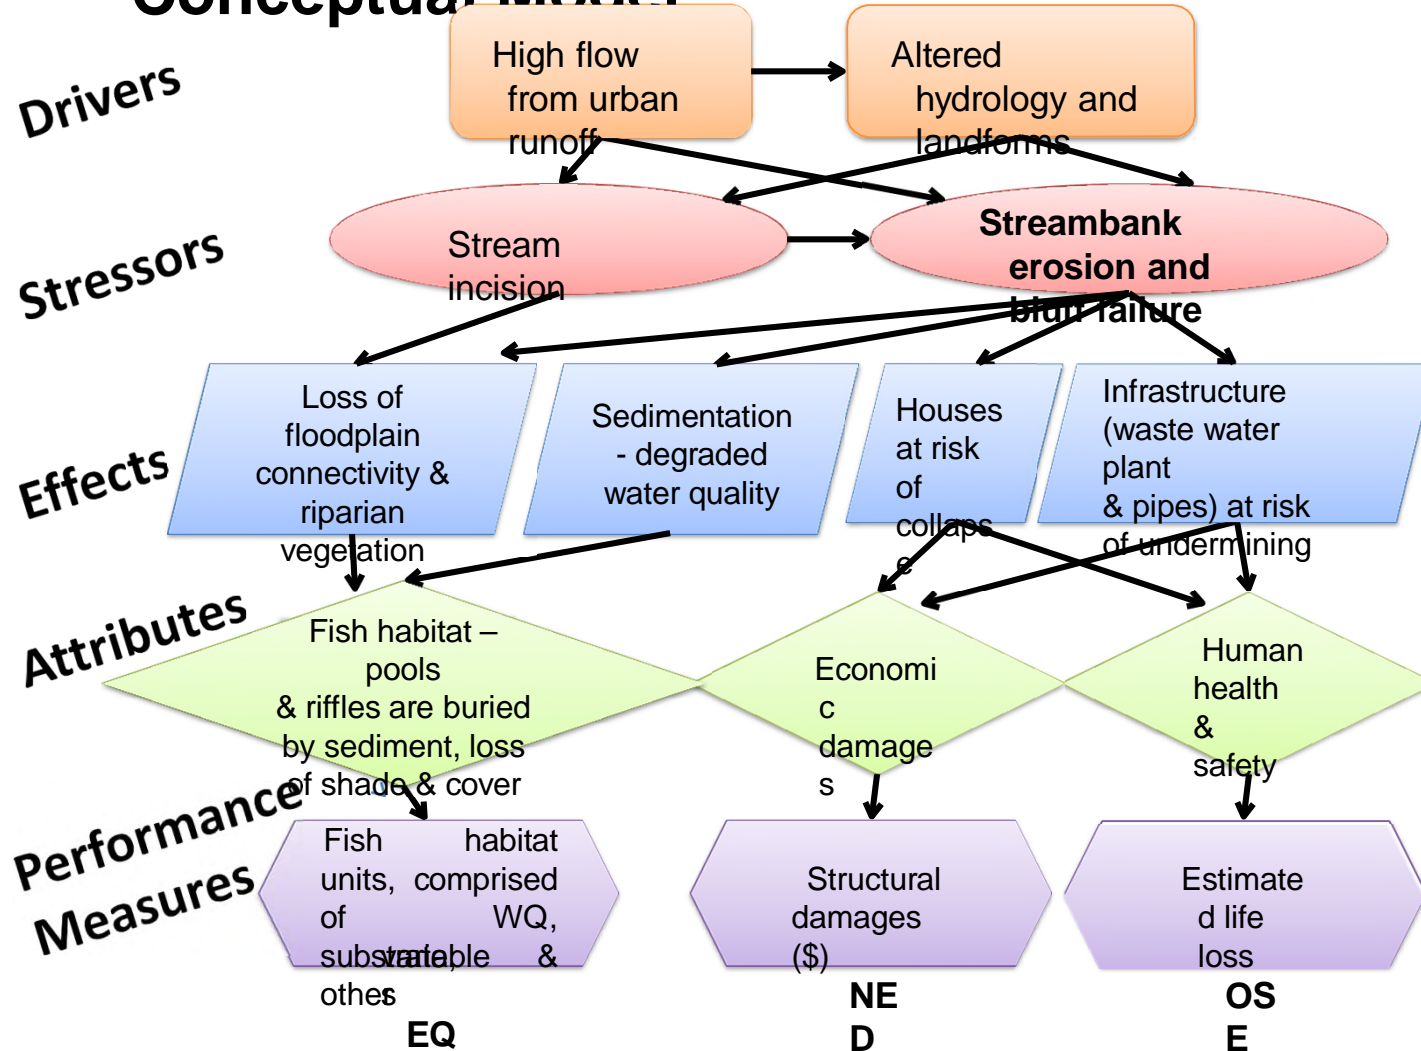 Conceptual Model
Drivers
High flow
from urban
runoff
Altered
hydrology and
landforms
Stressors
Stream
incision
Streambank
erosion and
bluff failure
Effects
Loss of
floodplain
connectivity &
riparian
vegetation
Sedimentation
- degraded
water quality
Houses
at risk
of
collaps
e
Infrastructure
(waste water
plant
& pipes) at risk
of undermining
Attributes
Fish habitat –
pools
& riffles are buried
by sediment, loss
of shade & cover
Economi
c
damage
s
Human
health
&
safety
Performance
Measures
Fish habitat
units, comprised
of WQ,
substrate, &
other
variable
s
EQ
Structural
damages
($)
NE
D
Estimate
d life
loss
OS
E